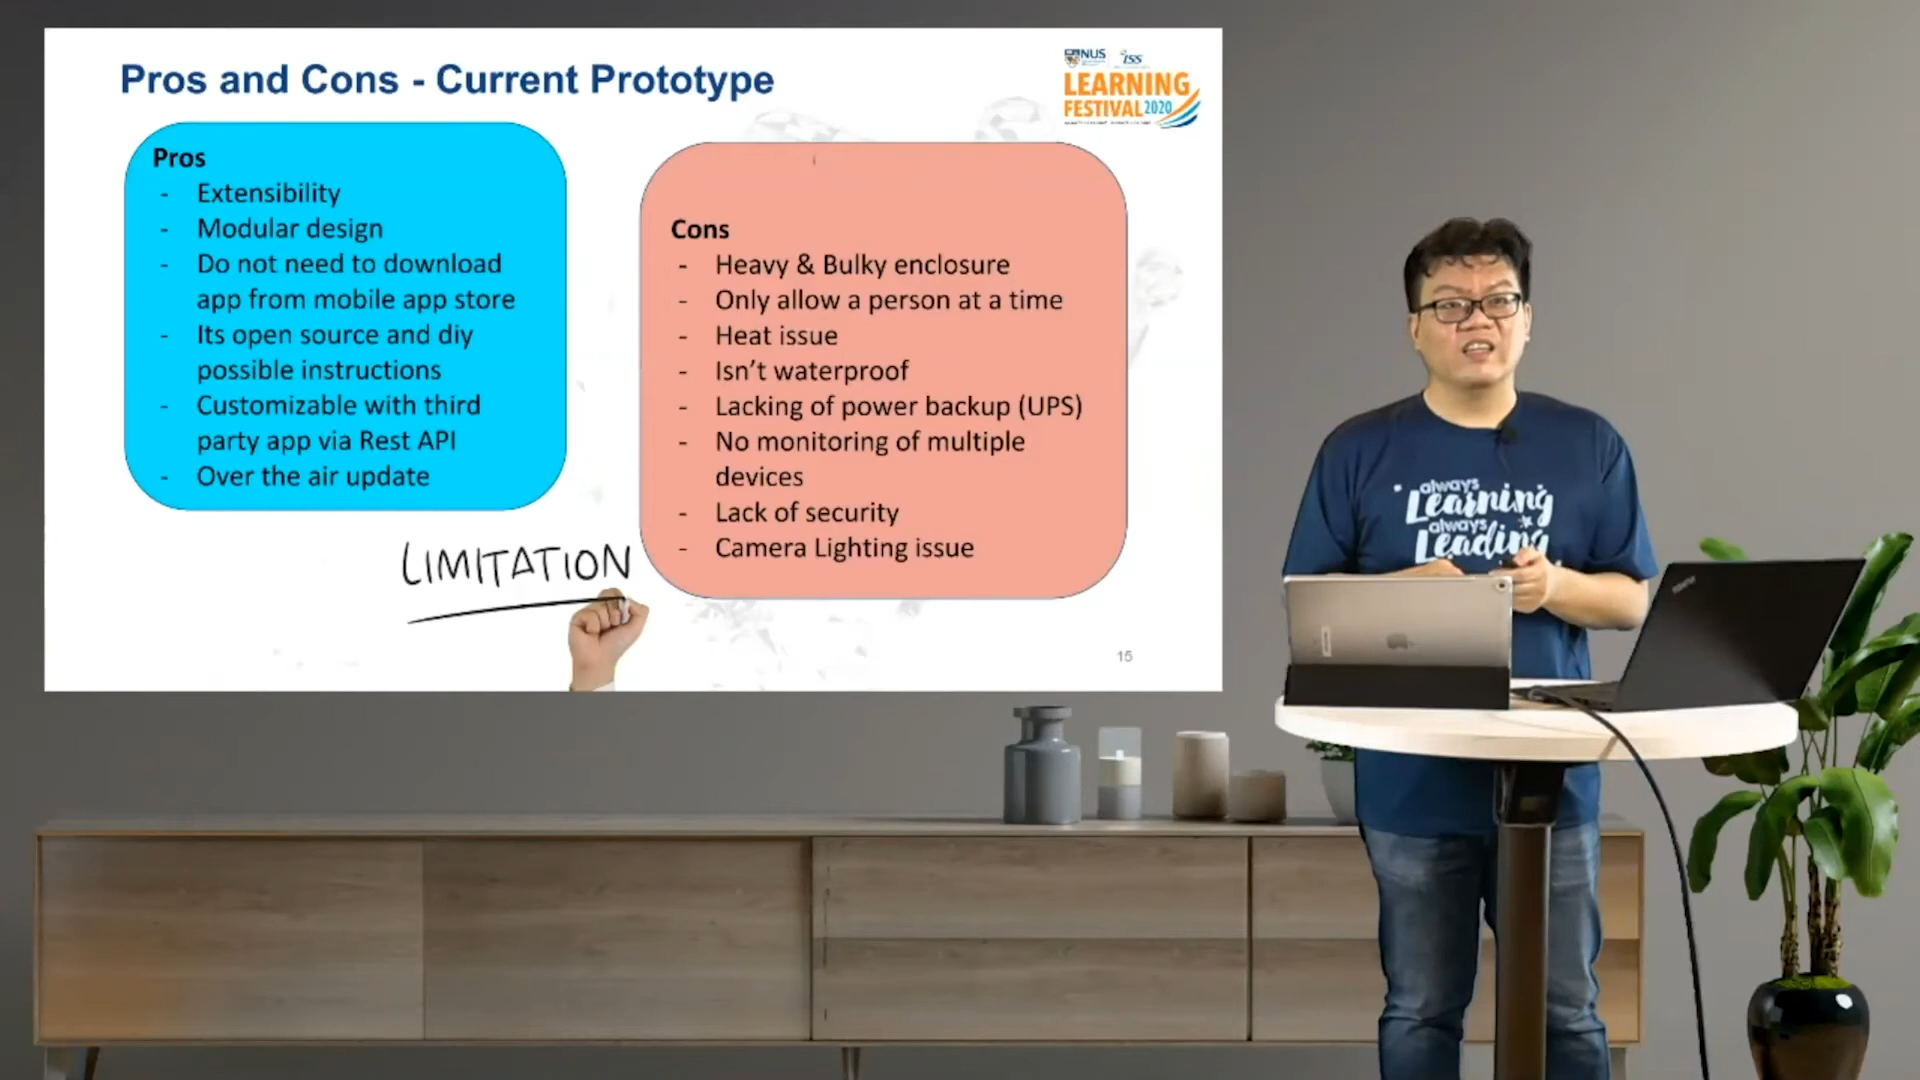 Pros and Cons - Current Prototype
NUS
ISS
LEARNING
FESTIVAL 2020
Pros
- Extensibility
- Modular design
- Do not need to download
app from mobile app store
- Its open source and diy
possible instructions
- Customizable with third
party app via Rest API
- Over the air update
Cons
- Heavy & Bulky enclosure
- Only allow a person at a time
- Heat issue
- Isn't waterproof
- Lacking of power backup (UPS)
- No monitoring of multiple
devices
- Lack of security
- Camera Lighting issue
LIMITATION
15
always
Learning
always
Leading
ThinkPad